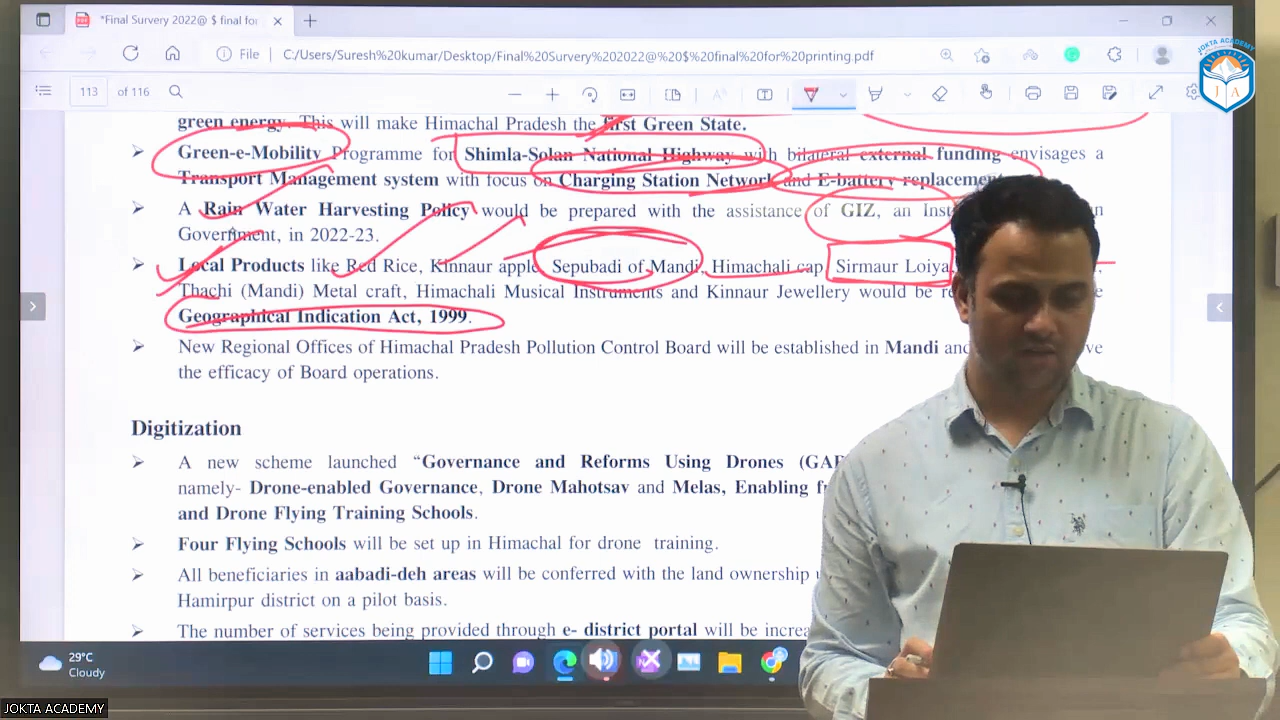 *Final Survery 2022@ $ final for
File
C:/Users/Suresh%20kumar/Desktop/Final%20Survery%202022@%20$%20final%20for%20printing.pdf
113 of 116
JOKTA ACADEMY
J A
green energy. This will make Himachal Pradesh the first Green State.
➤ Green-e-Mobility Programme for Shimla-Solan National Highway with bilateral external funding envisages a
Transport Management system with focus on Charging Station Network and E-battery replacement
➤ A Rain Water Harvesting Policy would be prepared with the assistance of GIZ, an
Government, in 2022-23.
➤ Local Products like Red Rice, Kinnaur apple, Sepubadi of Mandi, Himachali cap, Sirmaur Loiya
Thachi (Mandi) Metal craft, Himachali Musical Instruments and Kinnaur Jewellery would be
Geographical Indication Act, 1999.
➤ New Regional Offices of Himachal Pradesh Pollution Control Board will be established in Mandi and
the efficacy of Board operations.
Digitization
➤ A new scheme launched “Governance and Reforms Using Drones
namely- Drone-enabled Governance, Drone Mahotsav and Melas, Enabling
and Drone Flying Training Schools.
➤ Four Flying Schools will be set up in Himachal for drone training.
➤ All beneficiaries in aabadi-deh areas will be conferred with the land ownership
Hamirpur district on a pilot basis.
➤ The number of services being provided through e- district portal will be
29°C
Cloudy
JOKTA ACADEMY